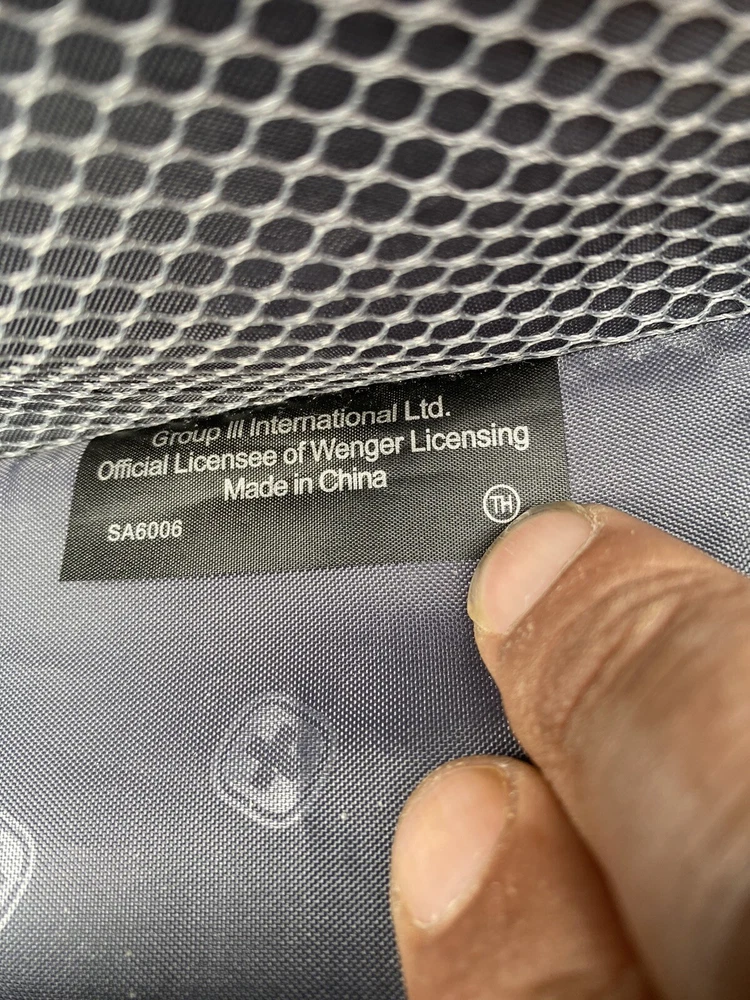 Group III International Ltd.
Official Licensee of Wenger Licensing
Made in China
SA6006
TH